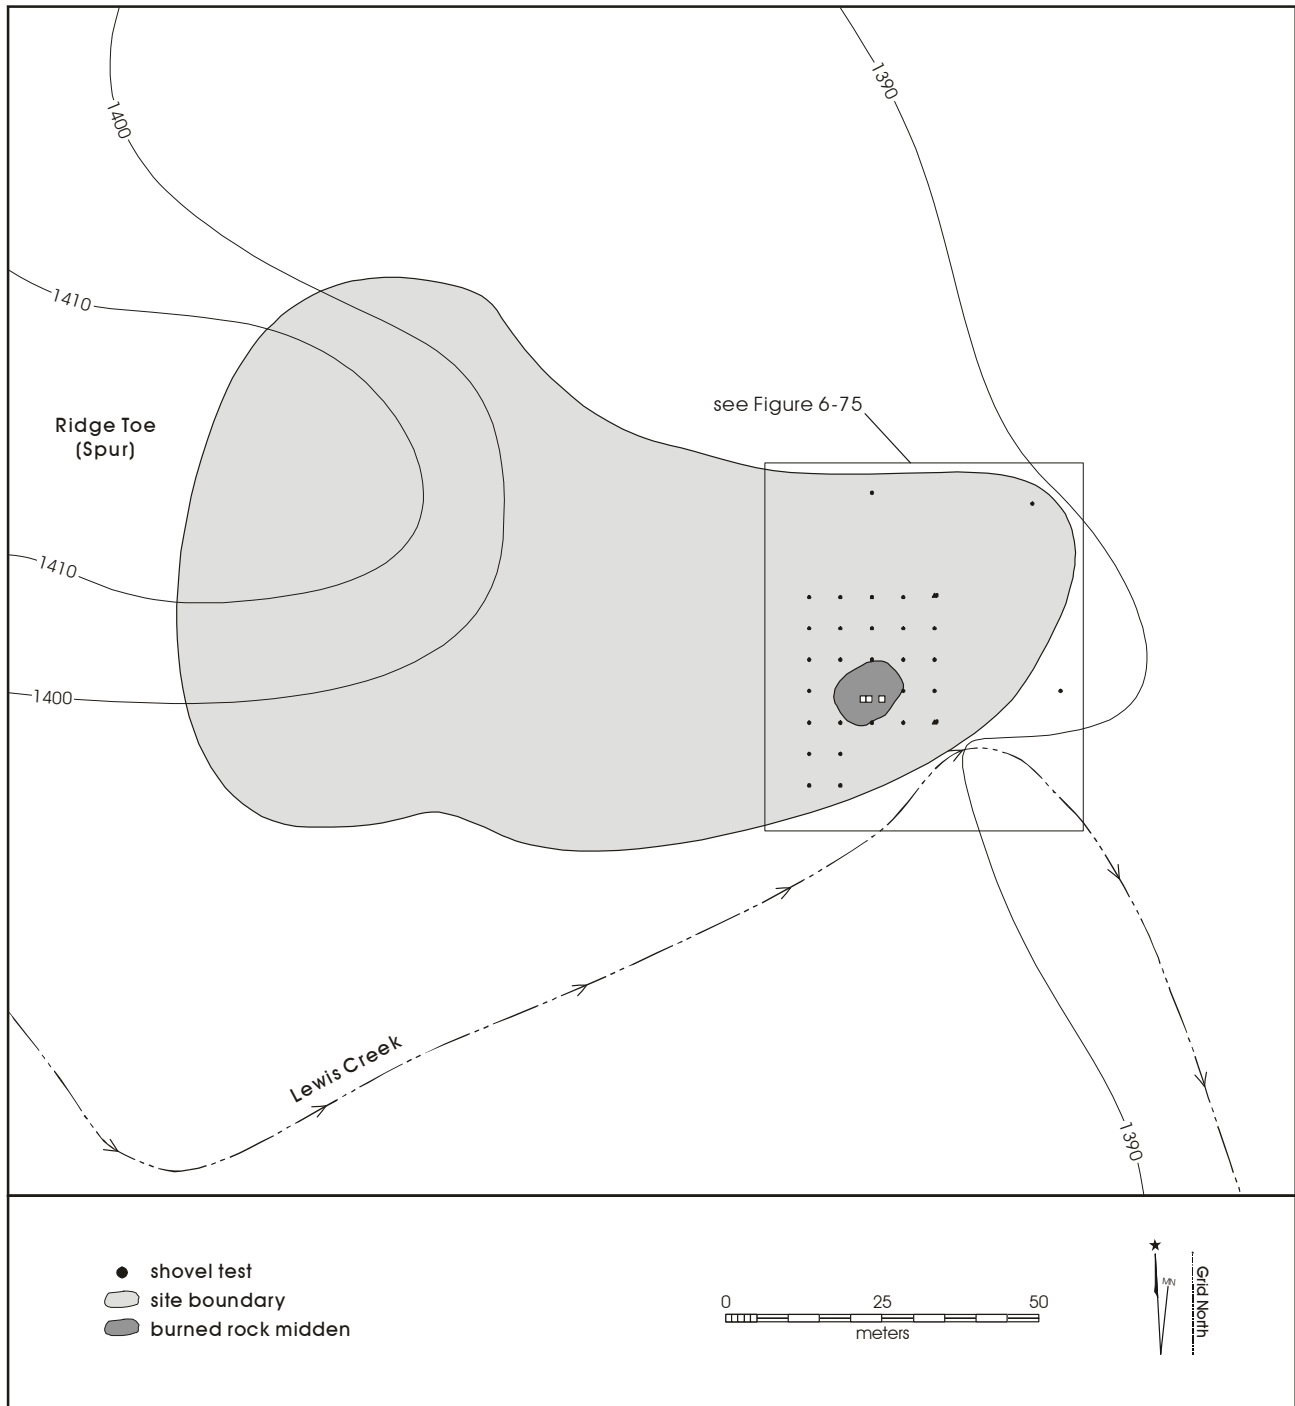 1390
1400
1410
see Figure 6-75
Ridge Toe
(Spur)
1410
1400
Lewis Creek
1390
shovel test
site boundary
burned rock midden
0 25 50
meters
MN
Grid North